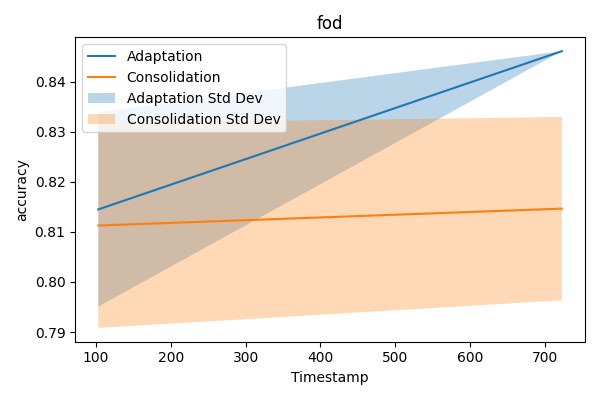 fod
Adaptation
Consolidation
Adaptation Std Dev
Consolidation Std Dev
accuracy
0.84
0.83
0.82
0.81
0.80
0.79
100 200 300 400 500 600 700
Timestamp